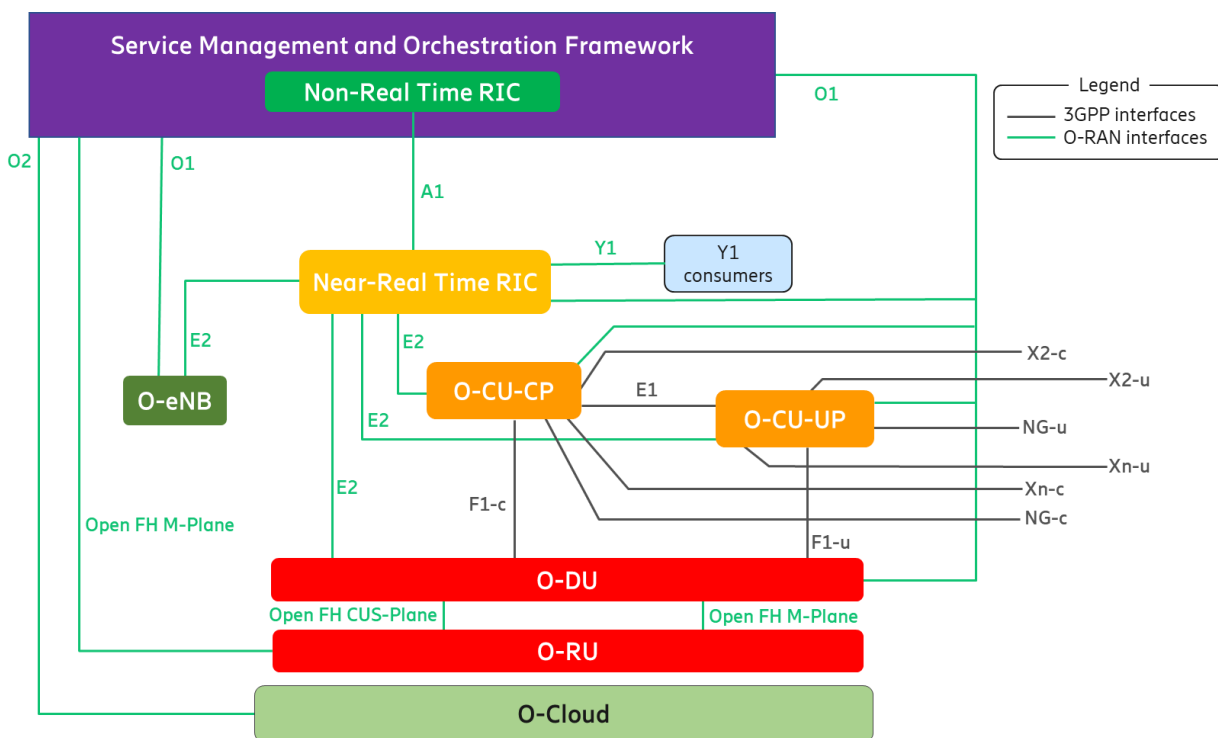 Service Management and Orchestration Framework
Non-Real Time RIC
O1
Legend
3GPP interfaces
O-RAN interfaces
O2
O1
A1
Y1
Y1
consumers
Near-Real Time RIC
E2
E2
X2-c
O-CU-CP
E1
X2-u
O-eNB
E2
O-CU-UP
NG-u
Xn-u
E2
F1-c
Xn-c
NG-c
Open FH M-Plane
F1-u
O-DU
Open FH CUS-Plane
Open FH M-Plane
O-RU
O-Cloud